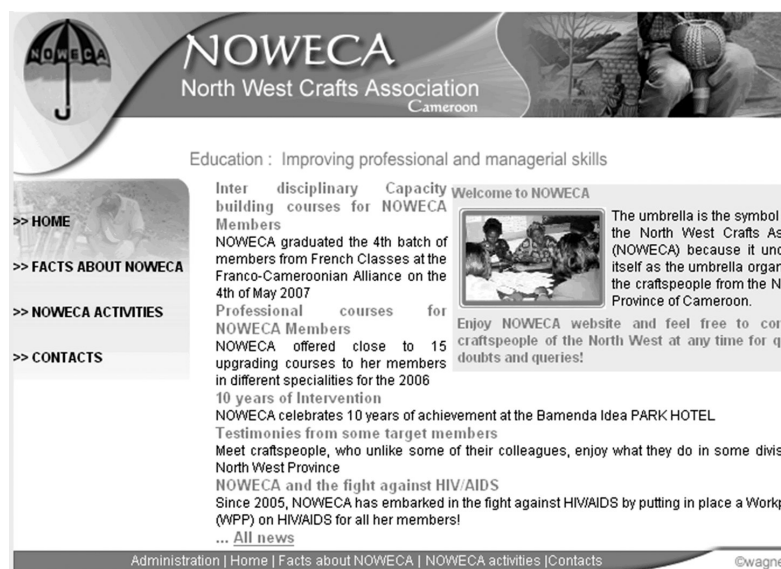 NOWECA
NOWECA
North West Crafts Association
Cameroon
Education : Improving professional and managerial skills
>> HOME
>> FACTS ABOUT NOWECA
>> NOWECA ACTIVITIES
>> CONTACTS
Inter disciplinary Capacity
building courses for NOWECA
Members
NOWECA graduated the 4th batch of
members from French Classes at the
Franco-Cameroonian Alliance on the
4th of May 2007
Professional courses for
NOWECA Members
NOWECA offered close to 15
upgrading courses to her members
in different specialities for the 2006
10 years of Intervention
NOWECA celebrates 10 years of achievement at the Bamenda Idea PARK HOTEL
Testimonies from some target members
Meet craftspeople, who unlike some of their colleagues, enjoy what they do in some divis
North West Province
NOWECA and the fight against HIV/AIDS
Since 2005, NOWECA has embarked in the fight against HIV/AIDS by putting in place a Workp
(WPP) on HIV/AIDS for all her members!
... All news
Welcome to NOWECA
The umbrella is the symbol
the North West Crafts As
(NOWECA) because it unc
itself as the umbrella organ
the craftspeople from the N
Province of Cameroon.
Enjoy NOWECA website and feel free to con
craftspeople of the North West at any time for q
doubts and queries!
Administration | Home | Facts about NOWECA | NOWECA activities |Contacts
©wagne